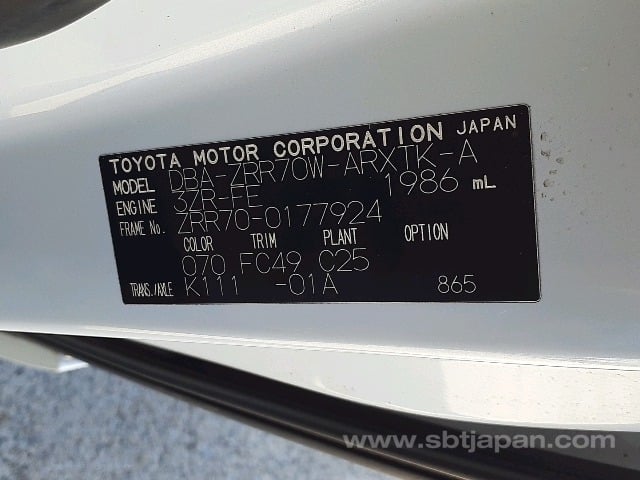 TOYOTA MOTOR CORPORATION JAPAN
MODEL DBA-ZRR70W-ARXTK-A
ENGINE 3ZR-FE 1986 mL
FRAME No. ZRR70-0177924
COLOR TRIM PLANT OPTION
070 FC49 C25
TRANS./AXLE K111 -01A 865
www.sbtjapan.com